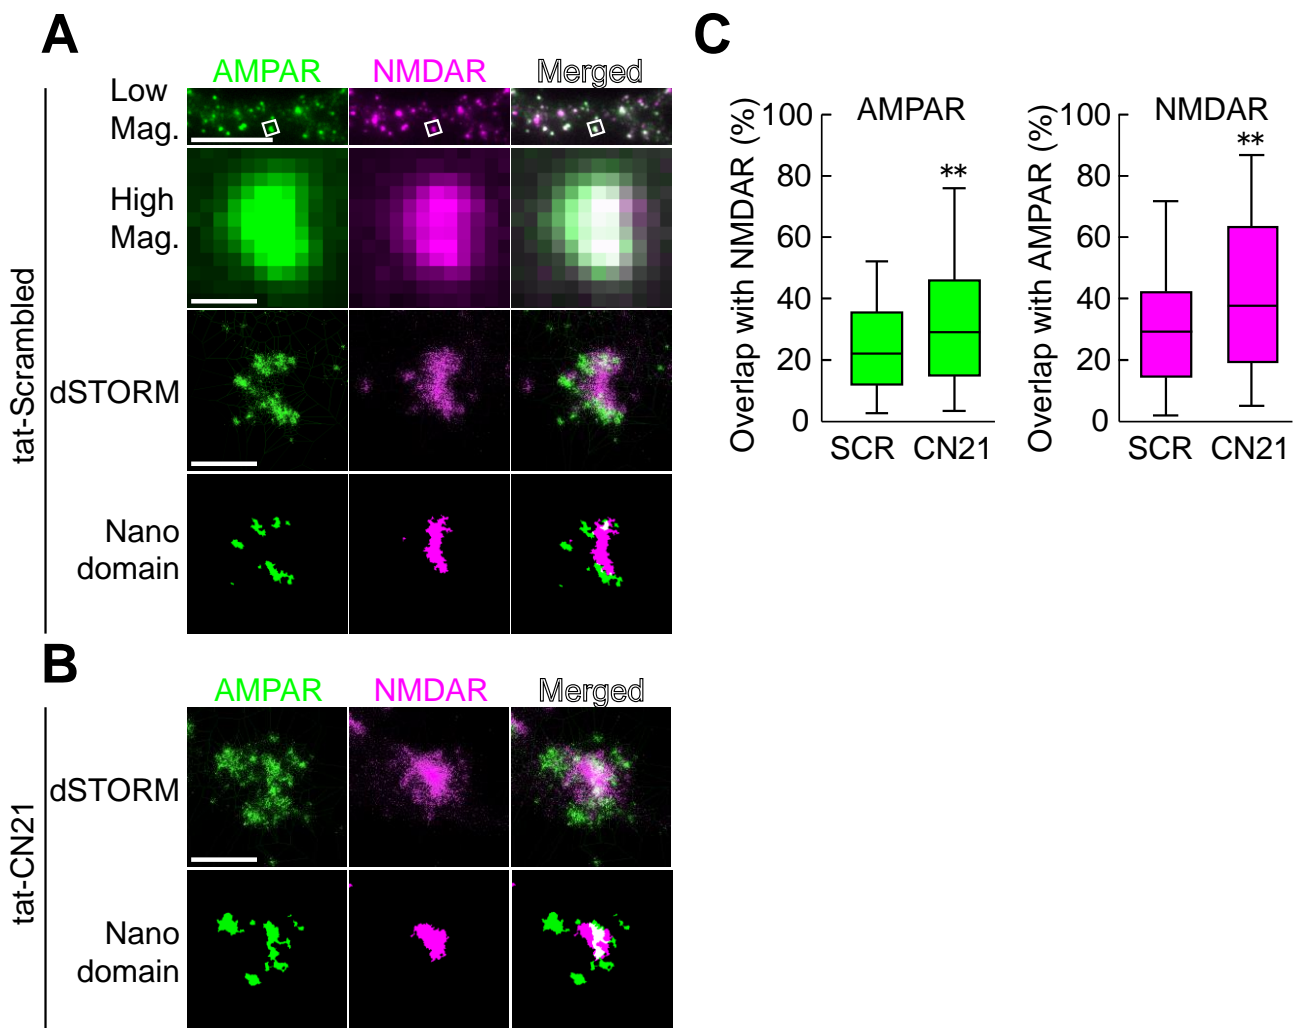 A
AMPAR NMDAR Merged
Low
Mag.
High
Mag.
dSTORM
Nano
domain
tat-Scrambled
B
AMPAR NMDAR Merged
dSTORM
Nano
domain
tat-CN21
C
AMPAR
Overlap with NMDAR (%)
100
80
60
40
20
0
**
SCR CN21
NMDAR
Overlap with AMPAR (%)
100
80
60
40
20
0
**
SCR CN21